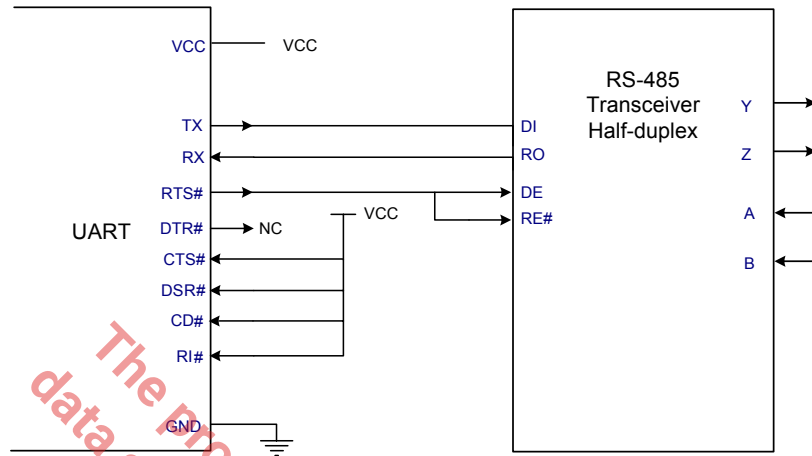 VCC VCC
RS-485
Transceiver
Half-duplex
Y
TX
DI
RX
RO
Z
RTS#
DE
VCC
RE#
A
UART
DTR#
NC
CTS#
B
DSR#
CD#
RI#
GND
The pro
data